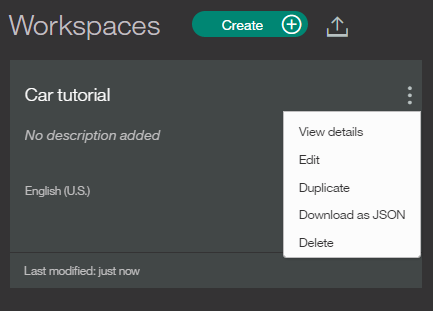 Workspaces
Create
Car tutorial
No description added
English (U.S.)
View details
Edit
Duplicate
Download as JSON
Delete
Last modified: just now